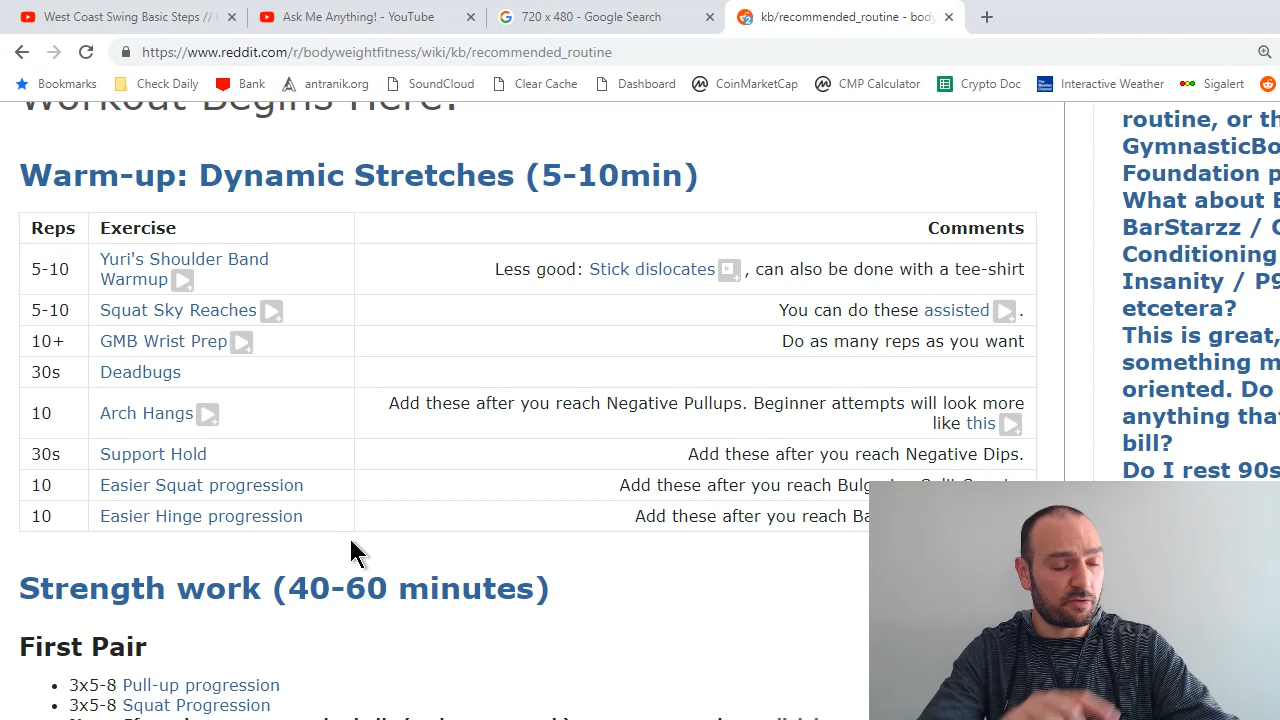 West Coast Swing Basic Steps //
Ask Me Anything! - YouTube
720 x 480 - Google Search
kb/recommended_routine -
https://www.reddit.com/r/bodyweightfitness/wiki/kb/recommended_routine
Bookmarks Check Daily Bank antranik.org SoundCloud Clear Cache Dashboard CoinMarketCap CMP Calculator Crypto Doc Interactive Weather Sigalert
Workout Begins Here:
Warm-up: Dynamic Stretches (5-10min)
Reps Exercise Comments
5-10 Yuri's Shoulder Band
Warmup
Less good: Stick dislocates , can also be done with a tee-shirt
5-10 Squat Sky Reaches You can do these assisted .
10+ GMB Wrist Prep Do as many reps as you want
30s Deadbugs
10 Arch Hangs Add these after you reach Negative Pullups. Beginner attempts will look more
like this
30s Support Hold Add these after you reach Negative Dips.
10 Easier Squat progression Add these after you reach
10 Easier Hinge progression Add these after you reach
Strength work (40-60 minutes)
First Pair
• 3x5-8 Pull-up progression
• 3x5-8 Squat Progression
routine, or
GymnasticBo
Foundation
What about
BarStarzz /
Conditioning
Insanity /
etcetera?
This is great,
something
oriented. Do
anything
bill?
Do I rest 90s